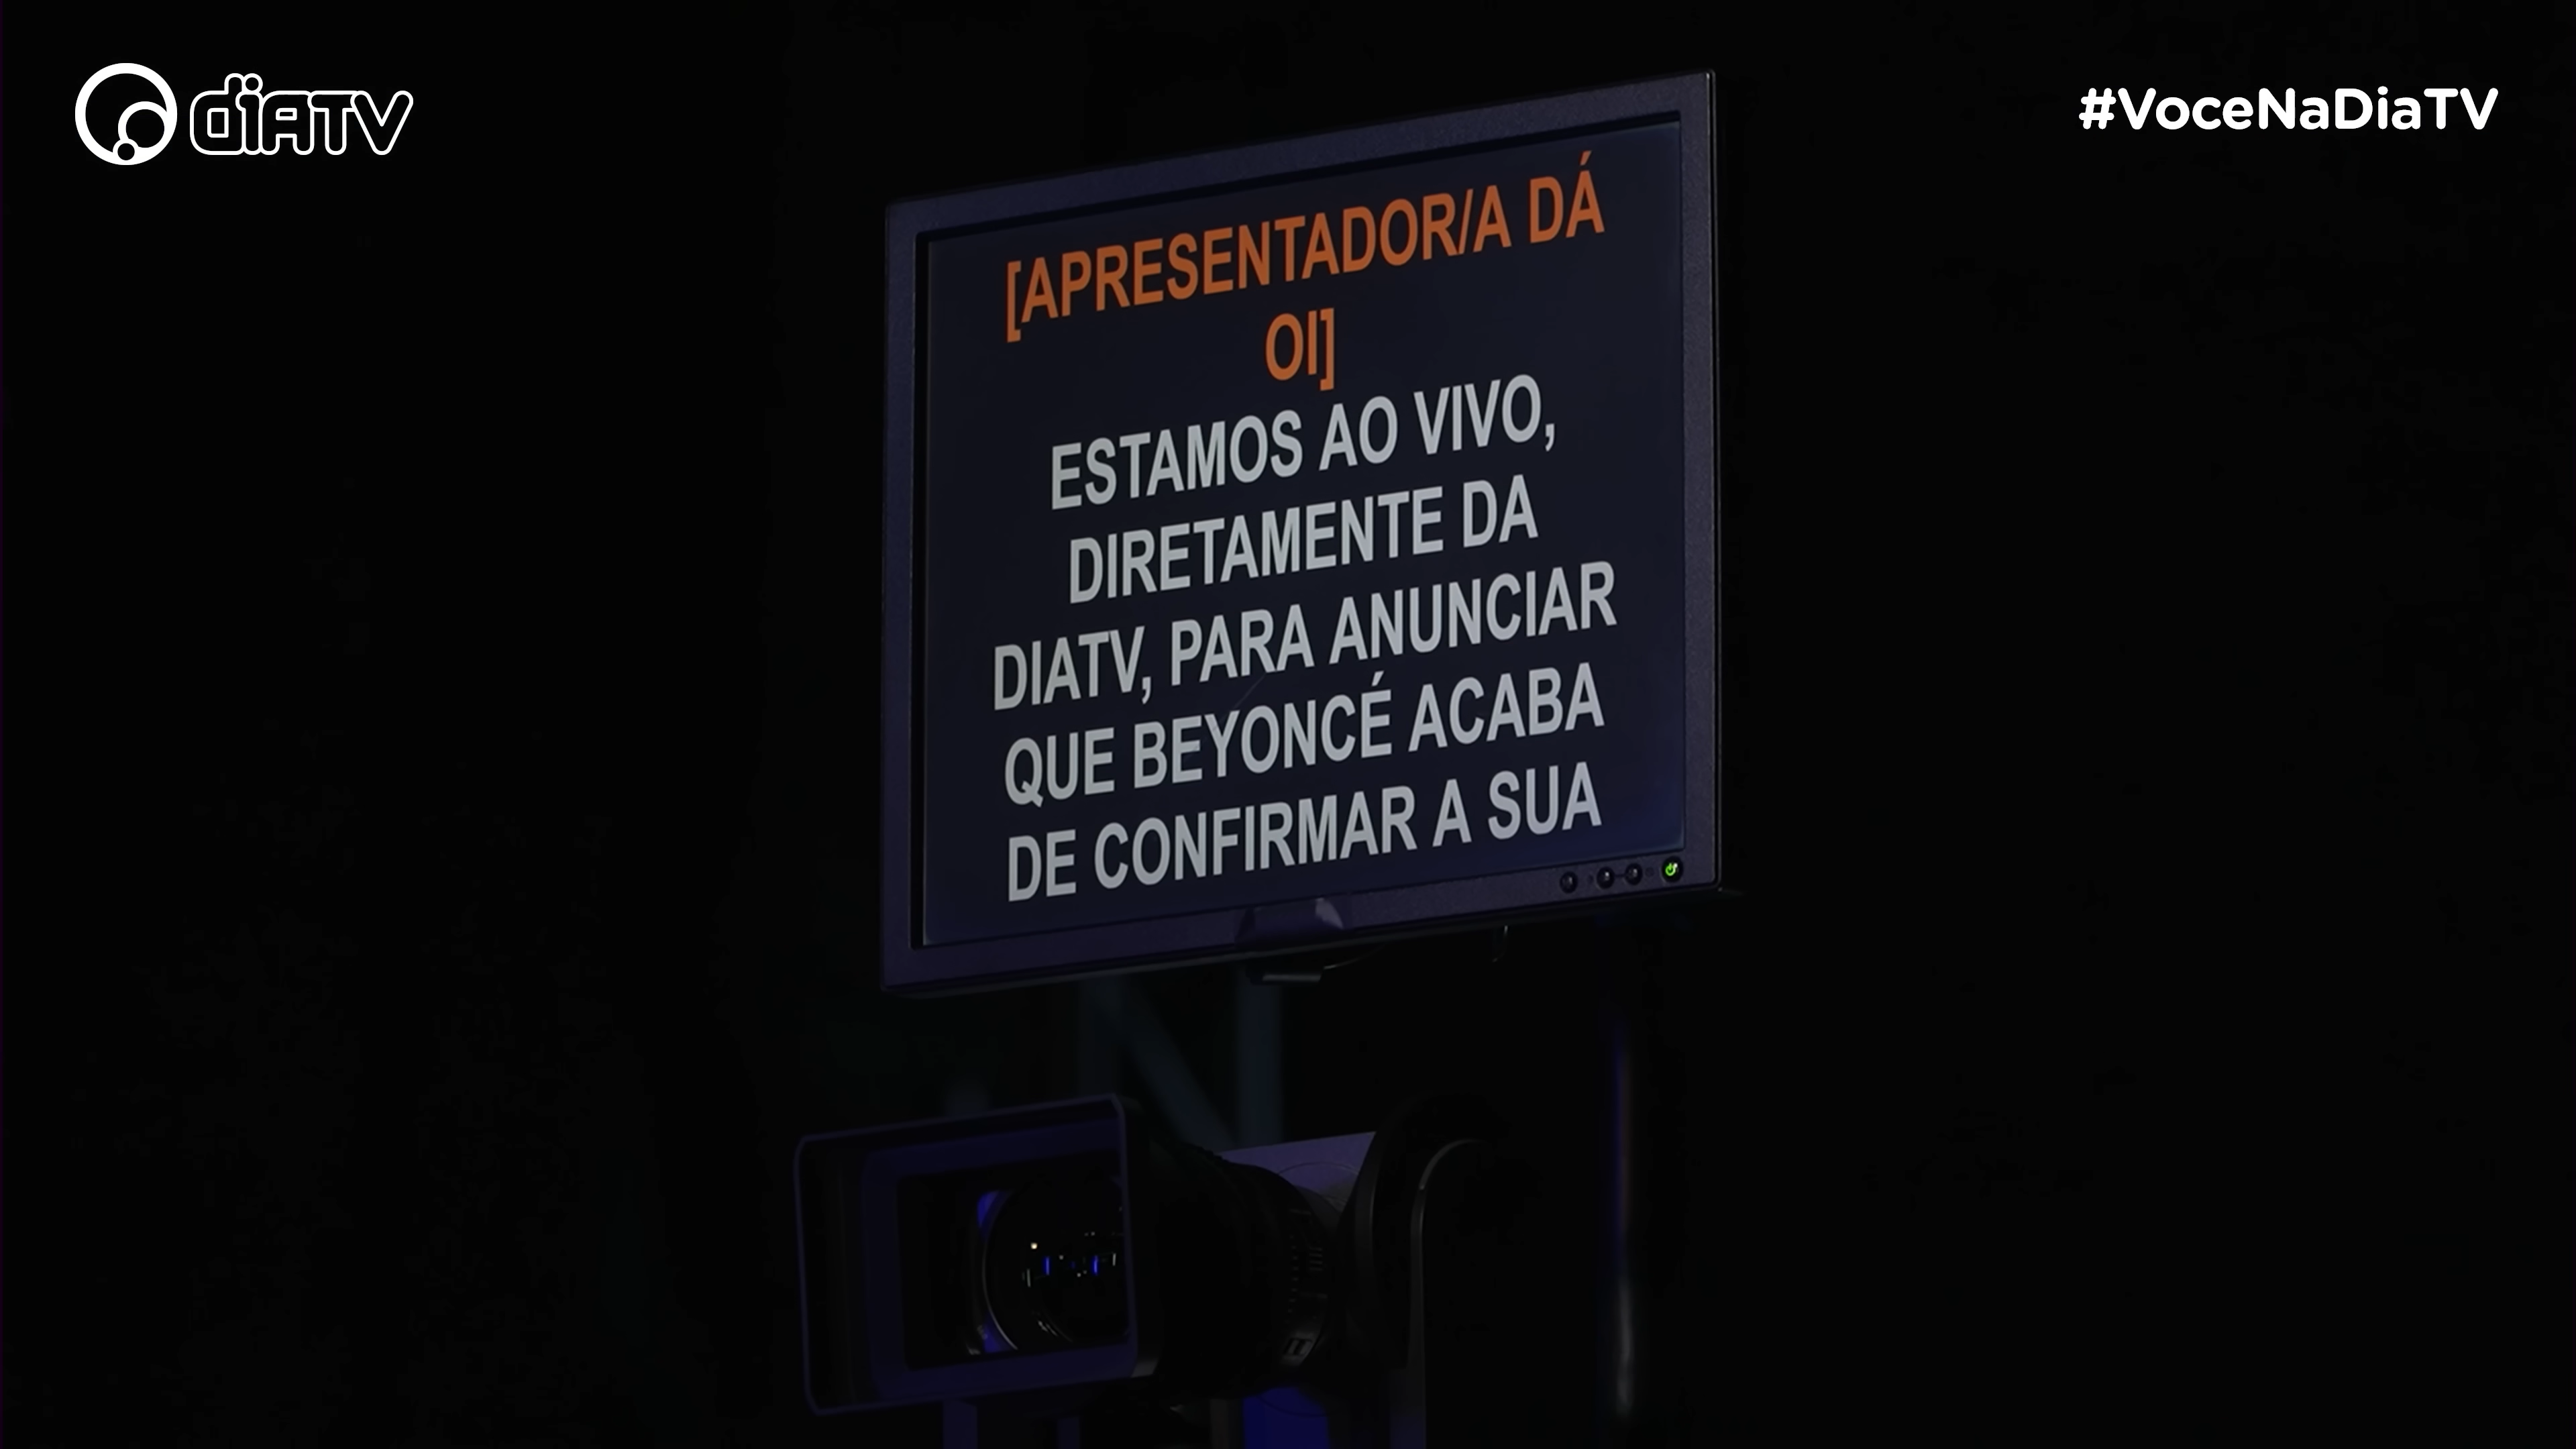 diaTV
#VoceNaDiaTV
[APRESENTADOR/A DÁ
OI]
ESTAMOS AO VIVO,
DIRETAMENTE DA
DIATV, PARA ANUNCIAR
QUE BEYONCÉ ACABA
DE CONFIRMAR A SUA